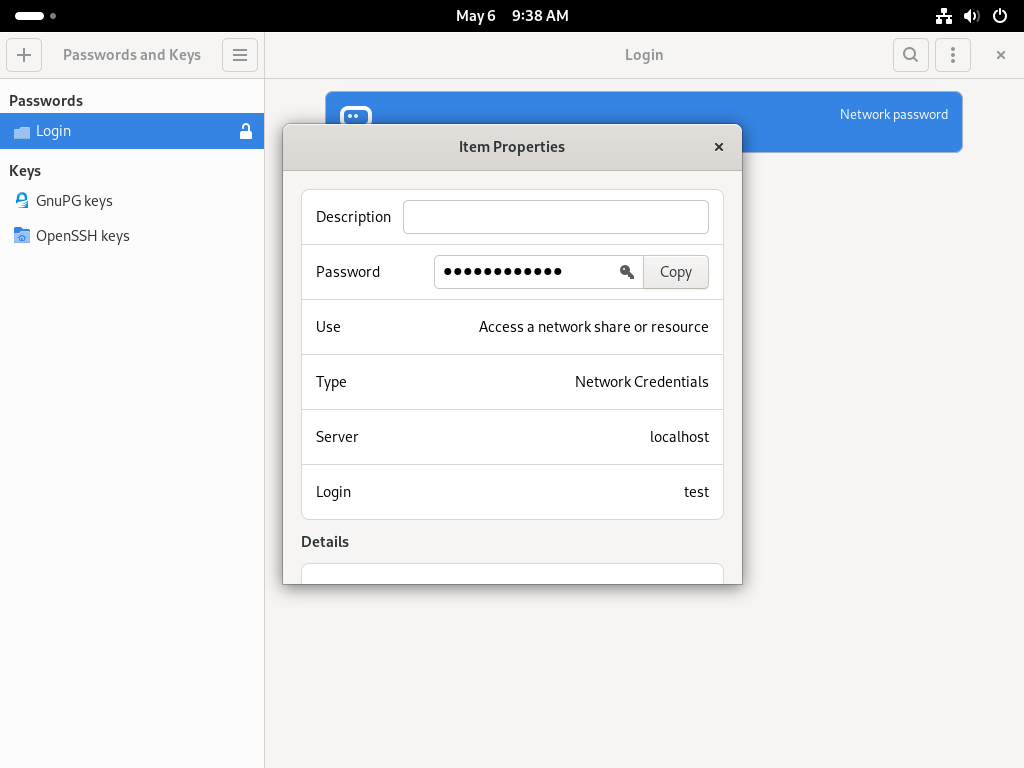 May 6 9:38 AM
Passwords and Keys
Login
Passwords
Login
Keys
GnuPG keys
OpenSSH keys
Network password
Item Properties
Description
Password ●●●●●●●●●●●● Copy
Use Access a network share or resource
Type Network Credentials
Server localhost
Login test
Details